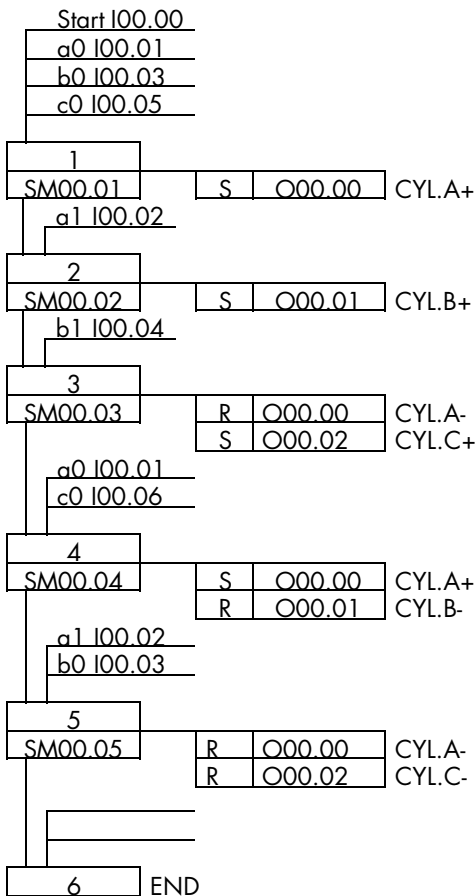 Start I00.00
a0 I00.01
b0 I00.03
c0 I00.05
1
SM00.01 S O00.00 CYL.A+
a1 I00.02
2
SM00.02 S O00.01 CYL.B+
b1 I00.04
3
SM00.03 R O00.00 CYL.A-
S O00.02 CYL.C+
a0 I00.01
c0 I00.06
4
SM00.04 S O00.00 CYL.A+
R O00.01 CYL.B-
a1 I00.02
b0 I00.03
5
SM00.05 R O00.00 CYL.A-
R O00.02 CYL.C-
6 END